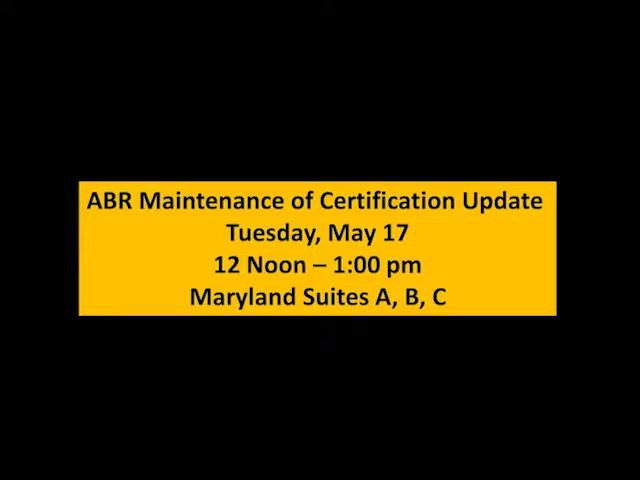 ABR Maintenance of Certification Update
Tuesday, May 17
12 Noon – 1:00 pm
Maryland Suites A, B, C